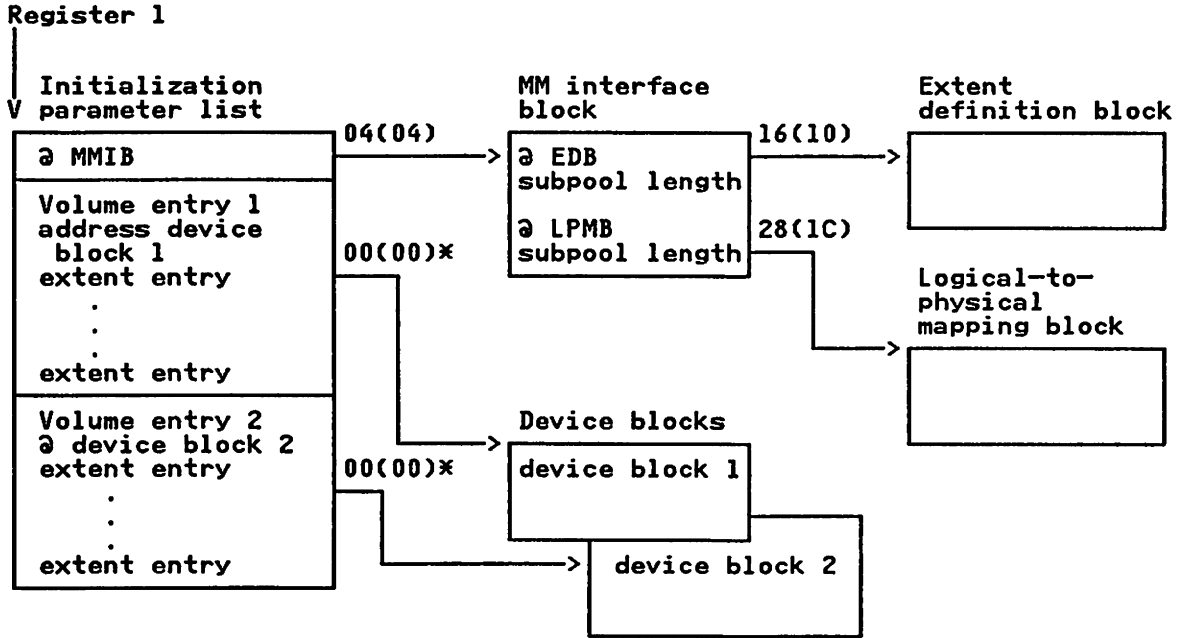 Register 1
Initialization
parameter list
@ MMIB
Volume entry 1
address device
block 1
extent entry
.
.
.
extent entry
Volume entry 2
@ device block 2
extent entry
.
.
.
extent entry
04(04)
00(00)*
00(00)*
MM interface
block
@ EDB
subpool length
@ LPMB
subpool length
16(10)
28(1C)
Extent
definition block
Logical-to-
physical
mapping block
Device blocks
device block 1
device block 2